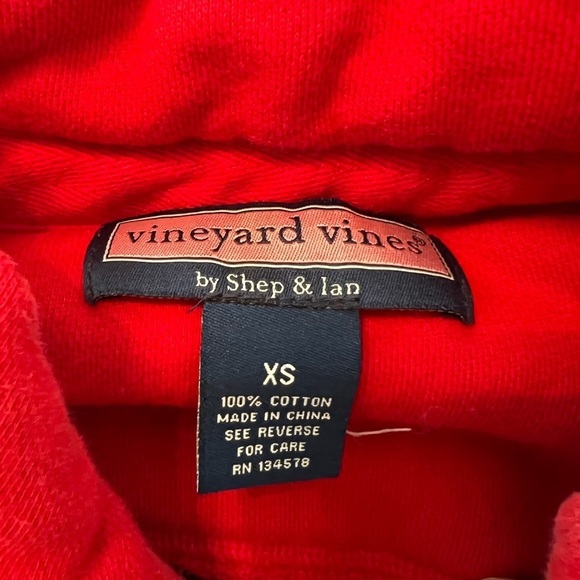 vineyard vines®
by Shep & Ian
XS
100% COTTON
MADE IN CHINA
SEE REVERSE
FOR CARE
RN 134578